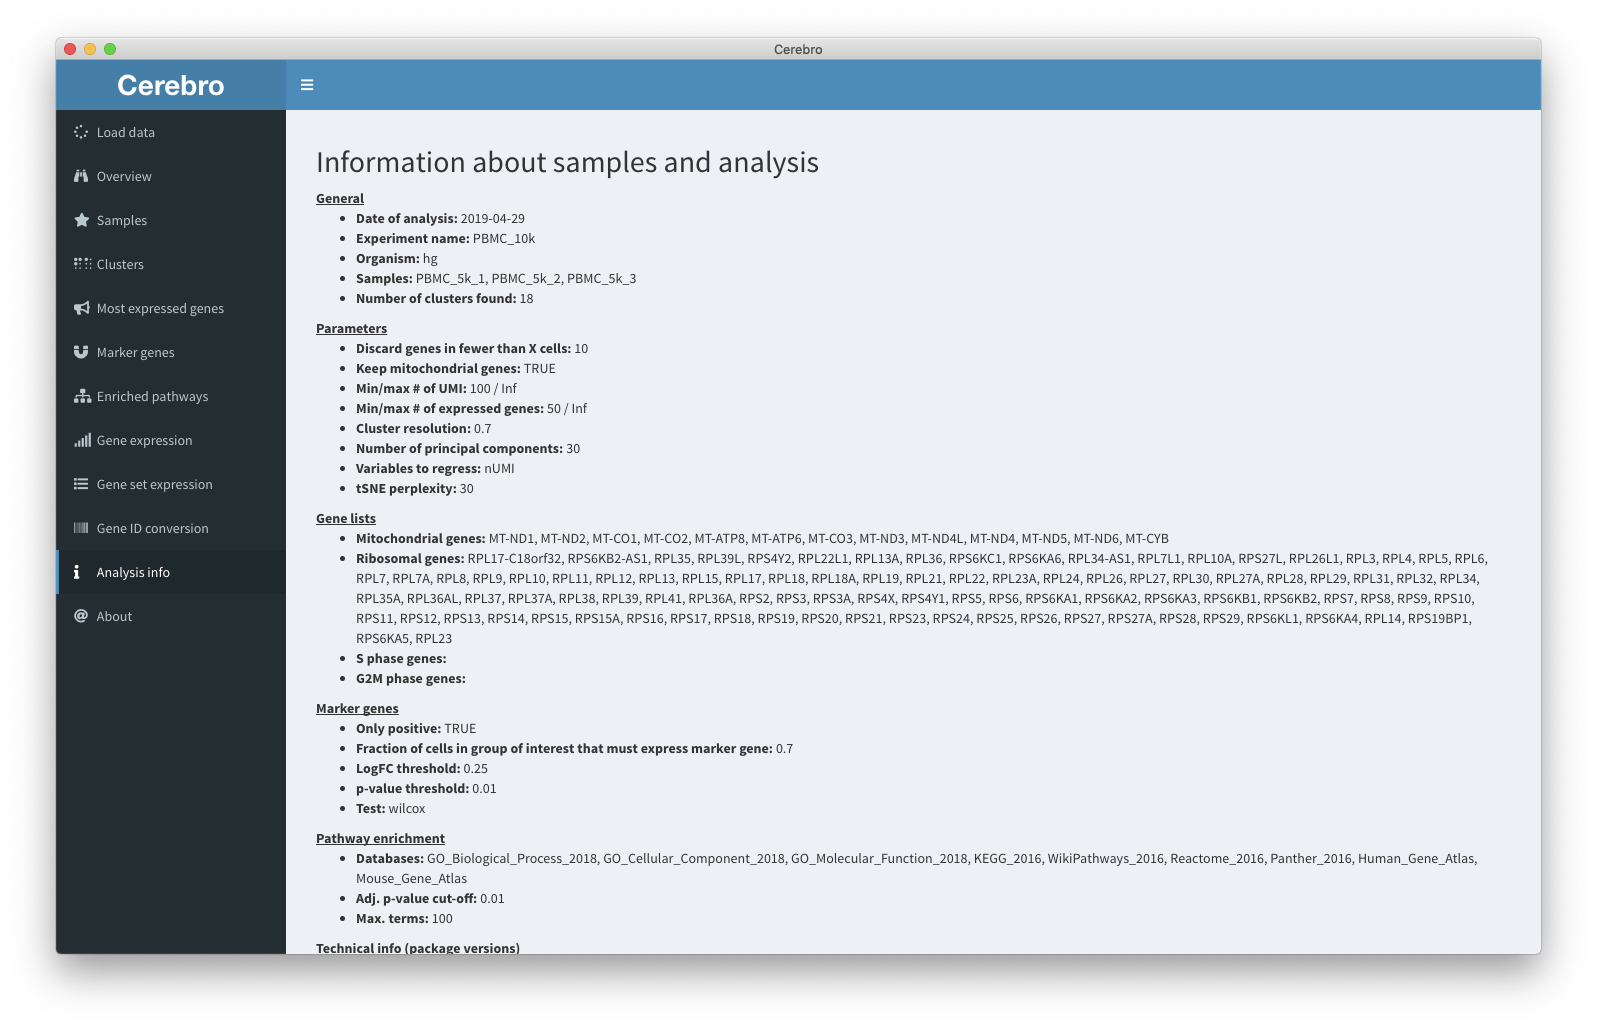 Cerebro
Cerebro
Load data
Overview
Samples
Clusters
Most expressed genes
Marker genes
Enriched pathways
Gene expression
Gene set expression
Gene ID conversion
Analysis info
About
Information about samples and analysis
General
Date of analysis: 2019-04-29
Experiment name: PBMC_10k
Organism: hg
Samples: PBMC_5k_1, PBMC_5k_2, PBMC_5k_3
Number of clusters found: 18
Parameters
Discard genes in fewer than X cells: 10
Keep mitochondrial genes: TRUE
Min/max # of UMI: 100 / Inf
Min/max # of expressed genes: 50 / Inf
Cluster resolution: 0.7
Number of principal components: 30
Variables to regress: nUMI
tSNE perplexity: 30
Gene lists
Mitochondrial genes: MT-ND1, MT-ND2, MT-CO1, MT-CO2, MT-ATP8, MT-ATP6, MT-CO3, MT-ND3, MT-ND4L, MT-ND4, MT-ND5, MT-ND6, MT-CYB
Ribosomal genes: RPL17-C18orf32, RPS6KB2-AS1, RPL35, RPL39L, RPS4Y2, RPL22L1, RPL13A, RPL36, RPS6KC1, RPS6KA6, RPL34-AS1, RPL7L1, RPL10A, RPS27L, RPL26L1, RPL3, RPL4, RPL5, RPL6,
RPL7, RPL7A, RPL8, RPL9, RPL10, RPL11, RPL12, RPL13, RPL15, RPL17, RPL18, RPL18A, RPL19, RPL21, RPL22, RPL23A, RPL24, RPL26, RPL27, RPL30, RPL27A, RPL28, RPL29, RPL31, RPL32, RPL34,
RPL35A, RPL36AL, RPL37, RPL37A, RPL38, RPL39, RPL41, RPL36A, RPS2, RPS3, RPS3A, RPS4X, RPS4Y1, RPS5, RPS6, RPS6KA1, RPS6KA2, RPS6KA3, RPS6KB1, RPS6KB2, RPS7, RPS8, RPS9, RPS10,
RPS11, RPS12, RPS13, RPS14, RPS15, RPS15A, RPS16, RPS17, RPS18, RPS19, RPS20, RPS21, RPS23, RPS24, RPS25, RPS26, RPS27, RPS27A, RPS28, RPS29, RPS6KL1, RPS6KA4, RPL14, RPS19BP1,
RPS6KA5, RPL23
S phase genes:
G2M phase genes:
Marker genes
Only positive: TRUE
Fraction of cells in group of interest that must express marker gene: 0.7
LogFC threshold: 0.25
p-value threshold: 0.01
Test: wilcox
Pathway enrichment
Databases: GO_Biological_Process_2018, GO_Cellular_Component_2018, GO_Molecular_Function_2018, KEGG_2016, WikiPathways_2016, Reactome_2016, Panther_2016, Human_Gene_Atlas,
Mouse_Gene_Atlas
Adj. p-value cut-off: 0.01
Max. terms: 100
Technical info (package versions)